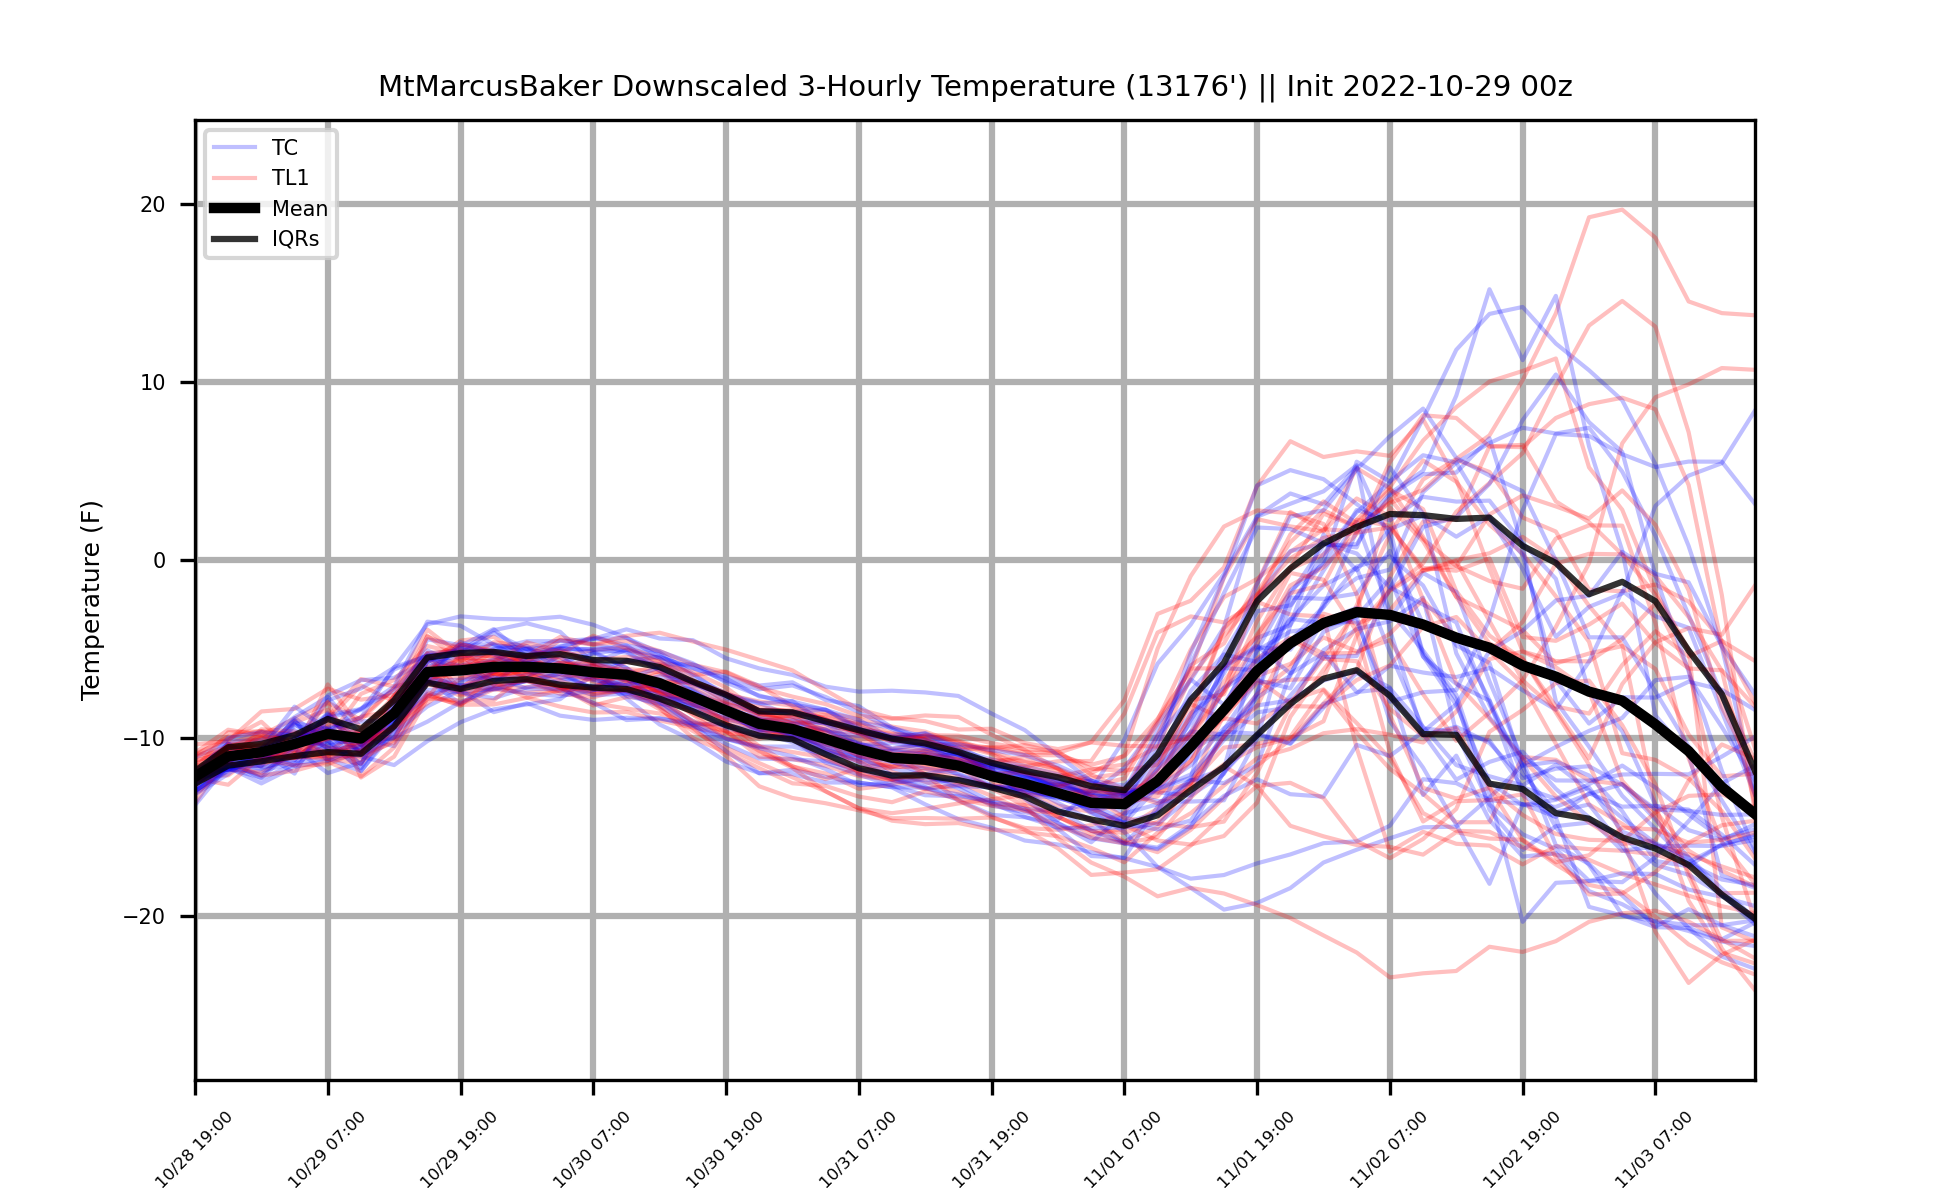 MtMarcusBaker Downscaled 3-Hourly Temperature (13176') || Init 2022-10-29 00z
TC
TL1
Mean
IQRs
Temperature (F)
20
10
0
−10
−20
10/28 19:00
10/29 07:00
10/29 19:00
10/30 07:00
10/30 19:00
10/31 07:00
10/31 19:00
11/01 07:00
11/01 19:00
11/02 07:00
11/02 19:00
11/03 07:00